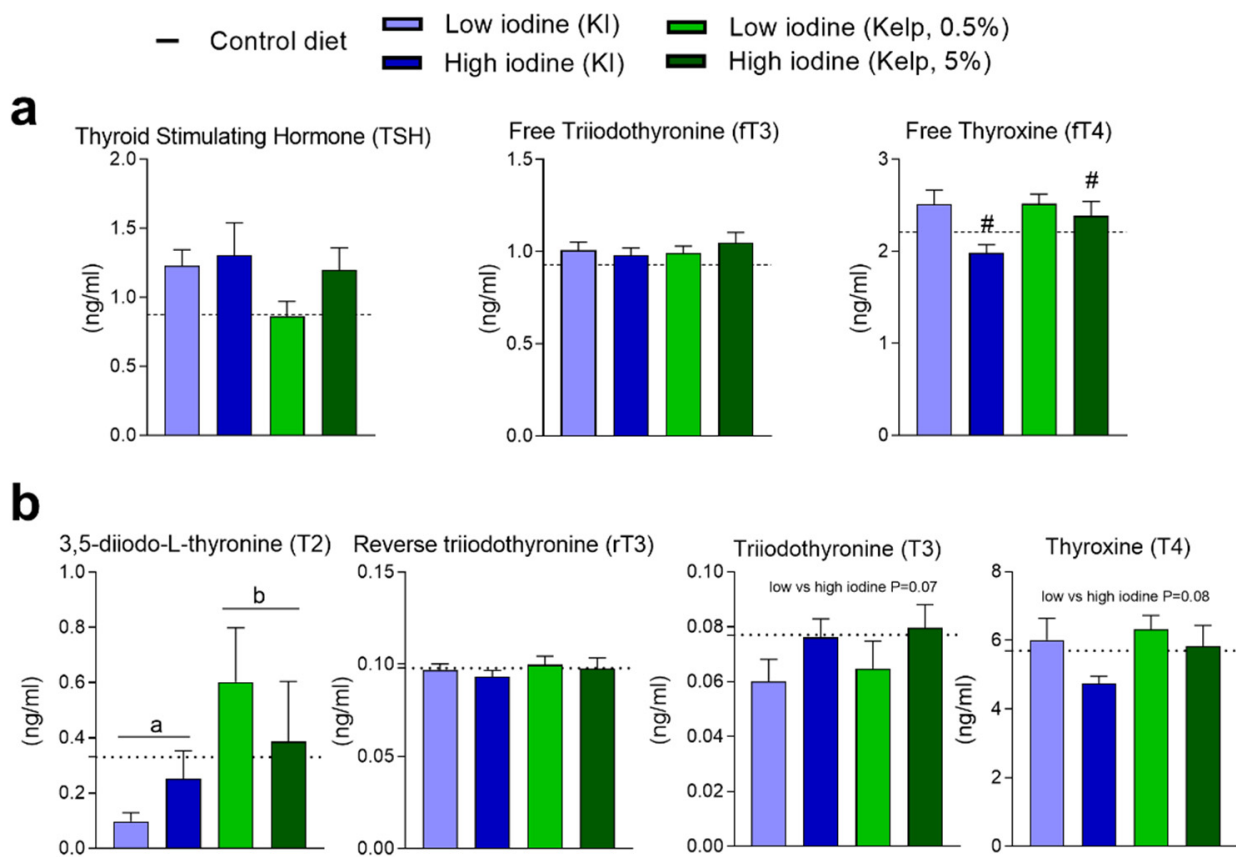 Control diet
Low iodine (KI)
Low iodine (Kelp, 0.5%)
High iodine (KI)
High iodine (Kelp, 5%)
a
Thyroid Stimulating Hormone (TSH)
2.0
1.5
1.0
0.5
0.0
(ng/ml)
Free Triiodothyronine (fT3)
1.5
1.0
0.5
0.0
(ng/ml)
Free Thyroxine (fT4)
3
2
1
0
(ng/ml)
#
#
b
3,5-diiodo-L-thyronine (T2)
1.0
0.8
0.6
0.4
0.2
0.0
(ng/ml)
a
b
Reverse triiodothyronine (rT3)
0.15
0.10
0.05
0.00
(ng/ml)
Triiodothyronine (T3)
low vs high iodine P=0.07
0.10
0.08
0.06
0.04
0.02
0.00
(ng/ml)
Thyroxine (T4)
low vs high iodine P=0.08
8
6
4
2
0
(ng/ml)